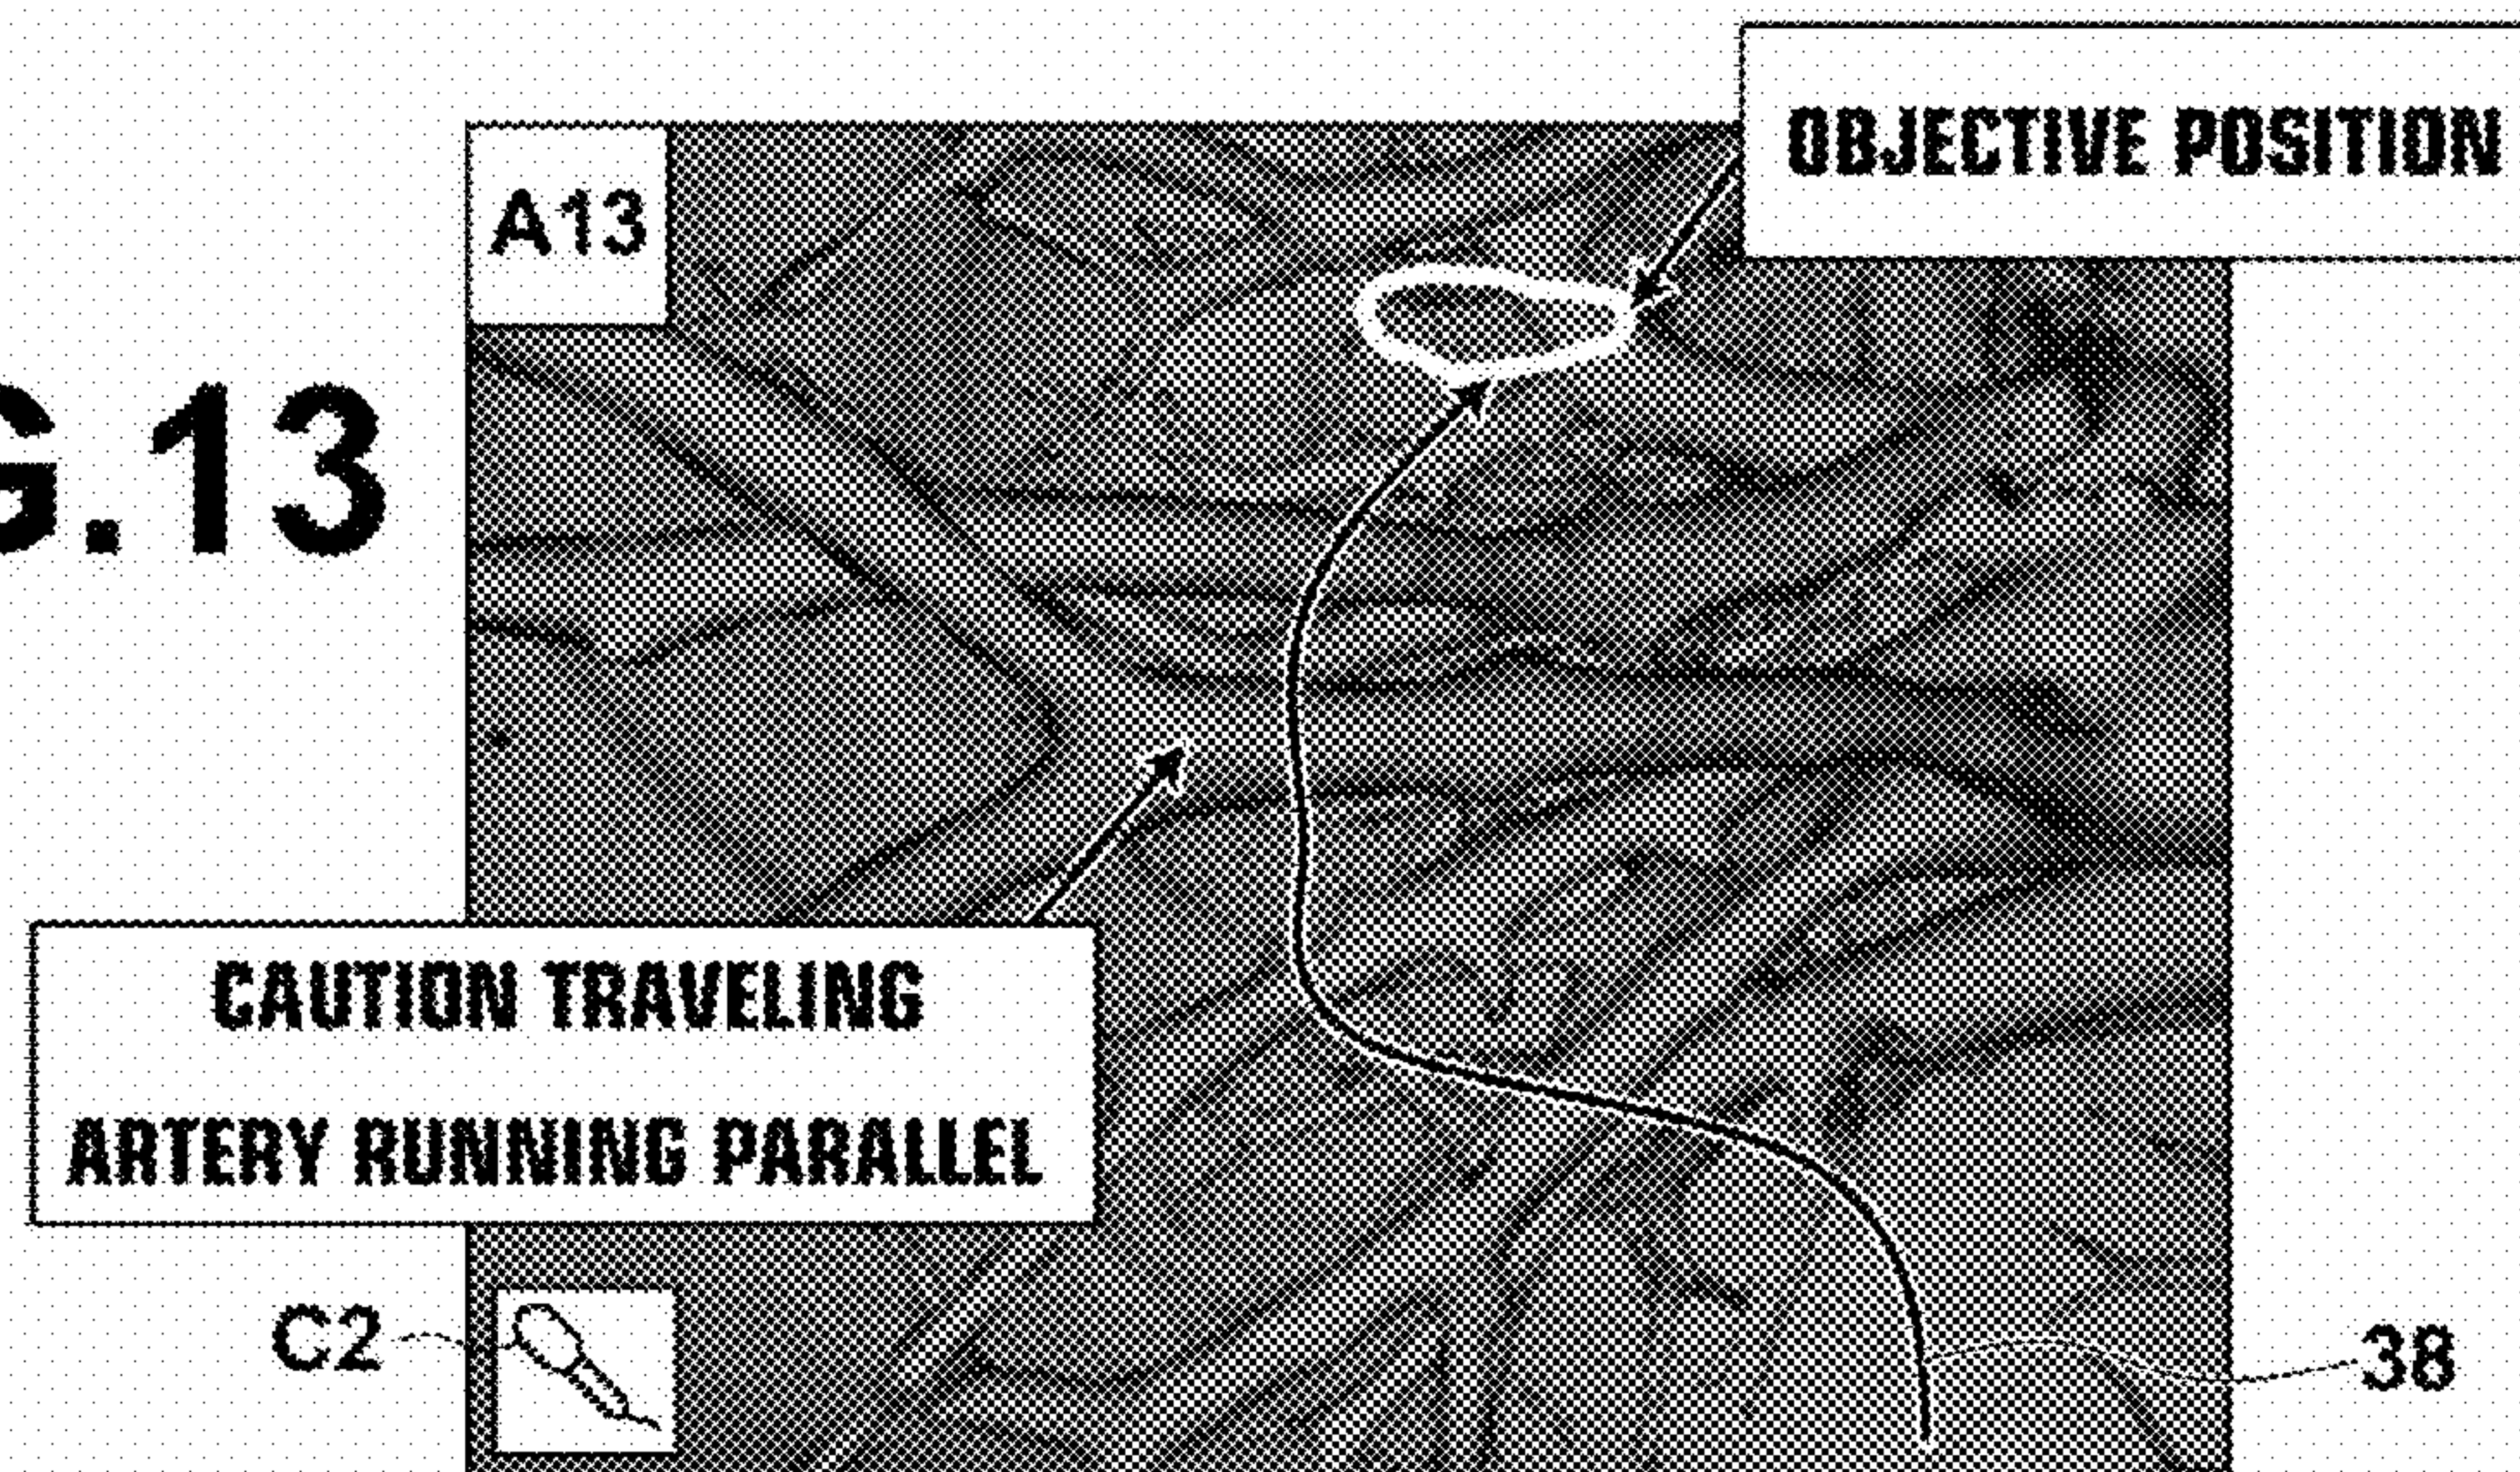 OBJECTIVE POSITION
A13
G.13
CAUTION TRAVELING
ARTERY RUNNING PARALLEL
C2
38